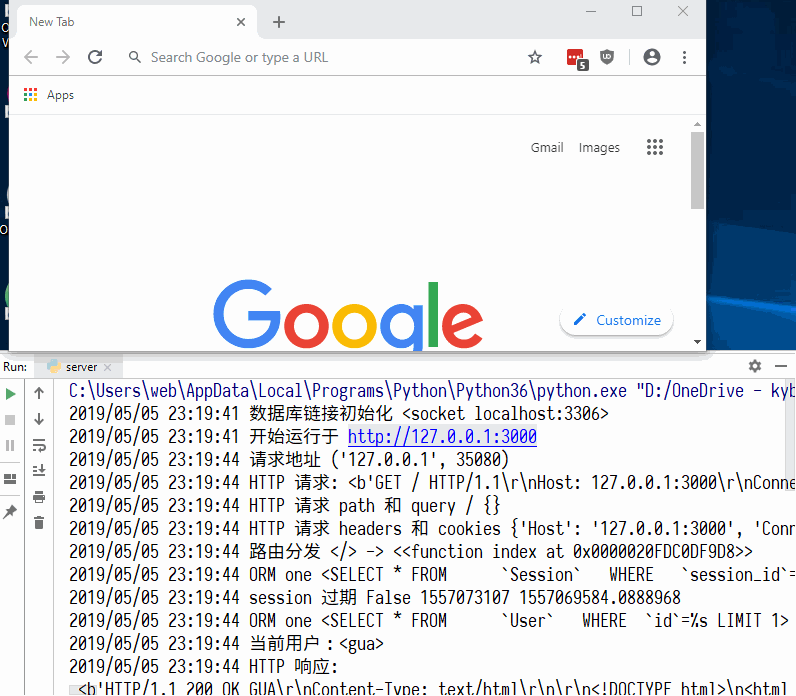 New Tab
Search Google or type a URL
5
Apps
Gmail Images
Google
Customize
Run: server
C:\Users\web\AppData\Local\Programs\Python\Python36\python.exe "D:/OneDrive - kyb
2019/05/05 23:19:41 数据库链接初始化 <socket localhost:3306>
2019/05/05 23:19:41 开始运行于 http://127.0.0.1:3000
2019/05/05 23:19:44 请求地址 ('127.0.0.1', 35080)
2019/05/05 23:19:44 HTTP 请求: <b'GET / HTTP/1.1\r\nHost: 127.0.0.1:3000\r\nConne
2019/05/05 23:19:44 HTTP 请求 path 和 query / {}
2019/05/05 23:19:44 HTTP 请求 headers 和 cookies {'Host': '127.0.0.1:3000', 'Conn
2019/05/05 23:19:44 路由分发 </> -> <<function index at 0x0000020FDC0DF9D8>>
2019/05/05 23:19:44 ORM one <SELECT * FROM `Session` WHERE `session_id`=
2019/05/05 23:19:44 session 过期 False 1557073107 1557069584.0888968
2019/05/05 23:19:44 ORM one <SELECT * FROM `User` WHERE `id`=%s LIMIT 1>
2019/05/05 23:19:44 当前用户：<gua>
2019/05/05 23:19:44 HTTP 响应:
<b'HTTP/1.1 200 OK GUA\r\nContent-Type: text/html\r\n\r\n<!DOCTYPE html>\n<html